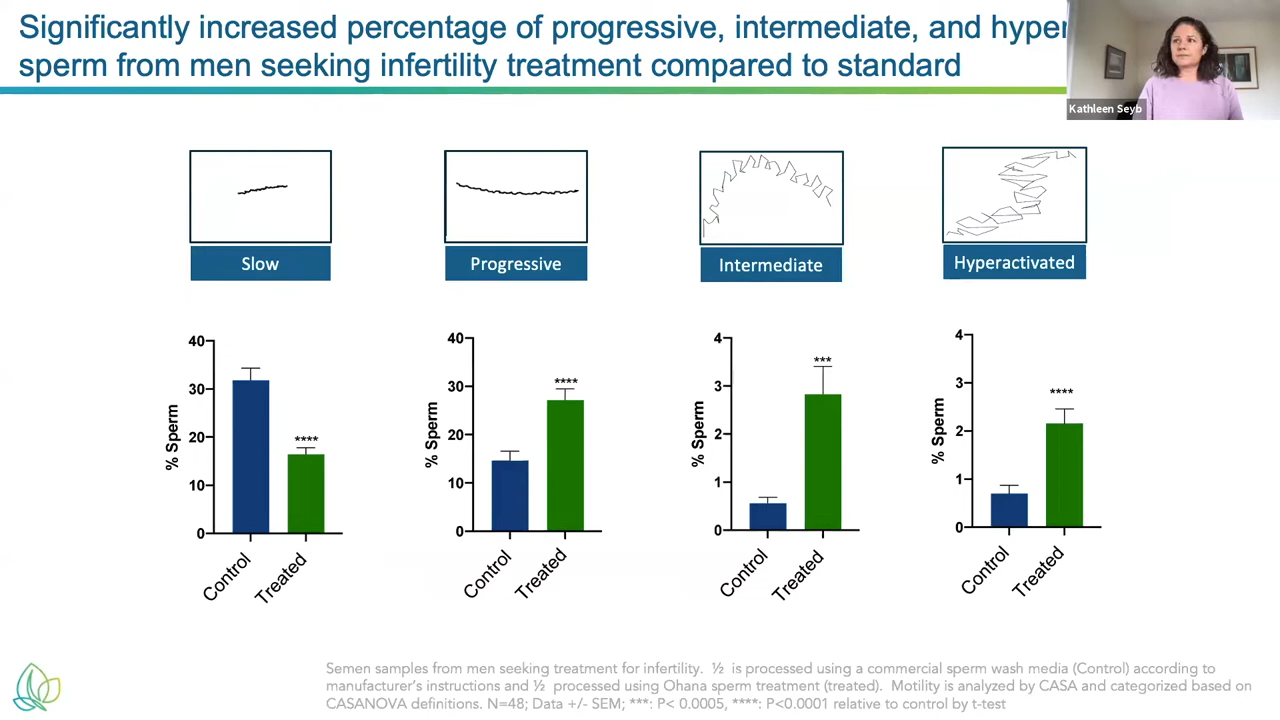 Significantly increased percentage of progressive, intermediate, and hyper
sperm from men seeking infertility treatment compared to standard
Kathleen Seyb
Slow
Progressive
Intermediate
Hyperactivated
40
30
20
10
0
% Sperm
****
Control
Treated
40
30
20
10
0
% Sperm
****
Control
Treated
4
3
2
1
0
% Sperm
***
Control
Treated
4
3
2
1
0
% Sperm
****
Control
Treated
Semen samples from men seeking treatment for infertility. ½ is processed using a commercial sperm wash media (Control) according to
manufacturer's instructions and ½ processed using Ohana sperm treatment (treated). Motility is analyzed by CASA and categorized based on
CASANOVA definitions. N=48; Data +/- SEM; ***: P< 0.0005, ****: P<0.0001 relative to control by t-test